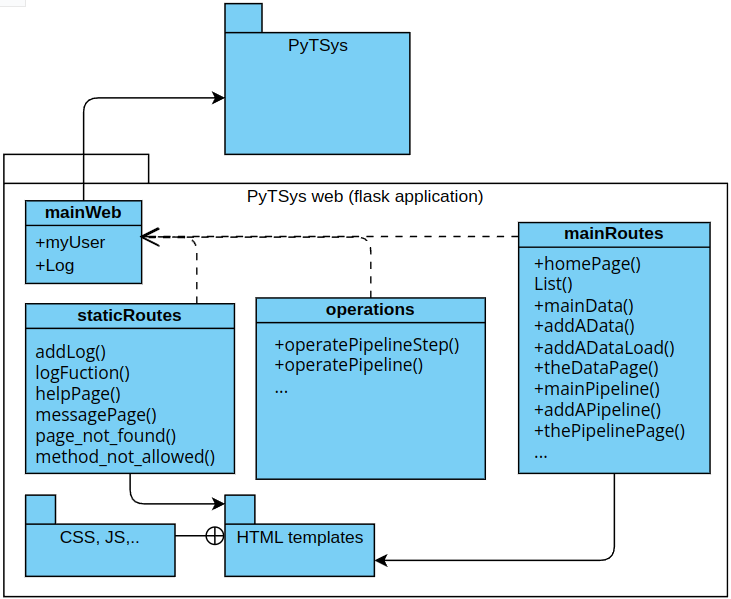 PyTSys
PyTSys web (flask application)
mainWeb
+myUser
+Log
mainRoutes
+homePage()
List()
+mainData()
+addAData()
+addADataLoad()
+theDataPage()
+mainPipeline()
+addAPipeline()
+thePipelinePage()
...
staticRoutes
addLog()
logFuction()
helpPage()
messagePage()
page_not_found()
method_not_allowed()
operations
+operatePipelineStep()
+operatePipeline()
...
CSS, JS,..
HTML templates